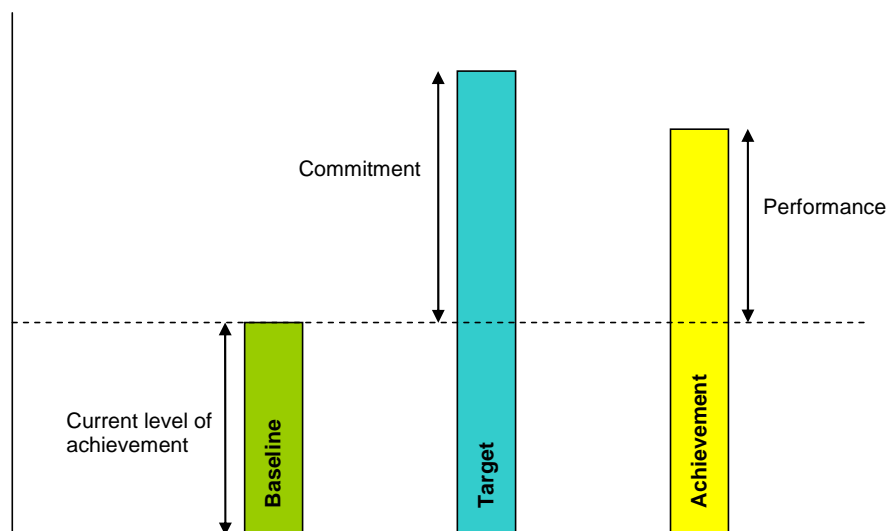 Commitment
Performance
Current level of
achievement
Baseline
Target
Achievement